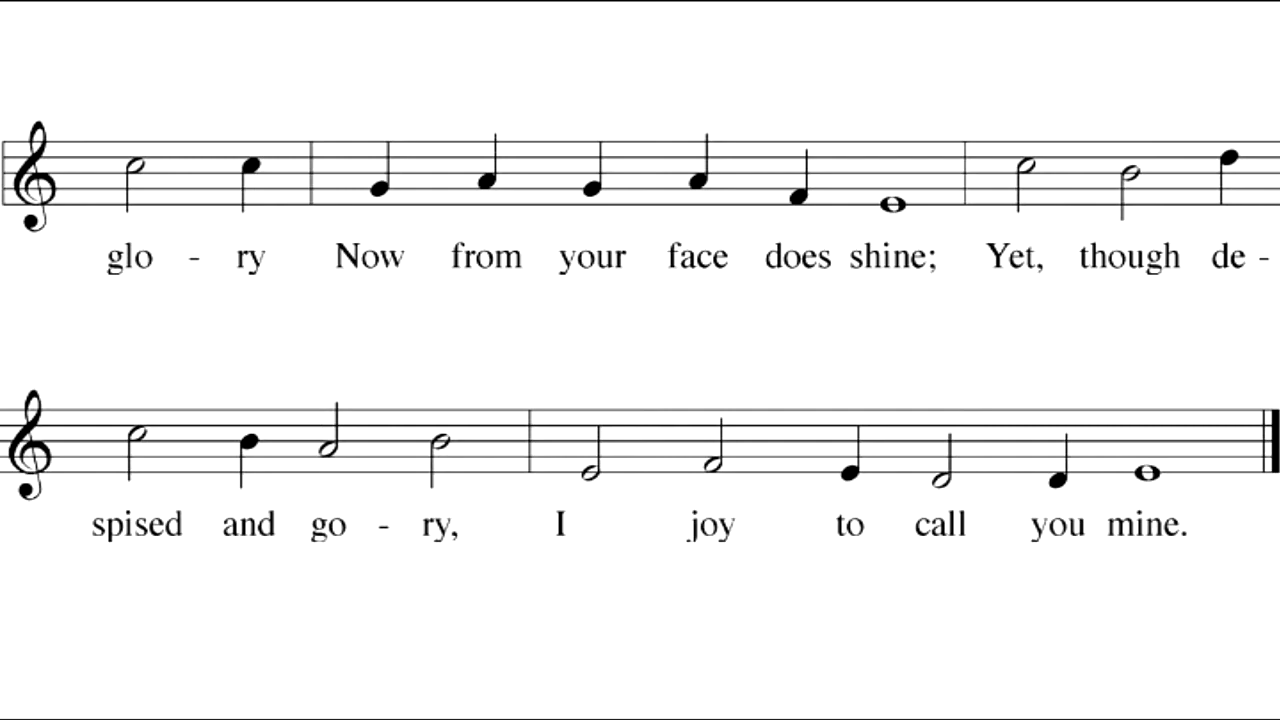 glo - ry Now from your face does shine; Yet, though de -
spised and go - ry, I joy to call you mine.